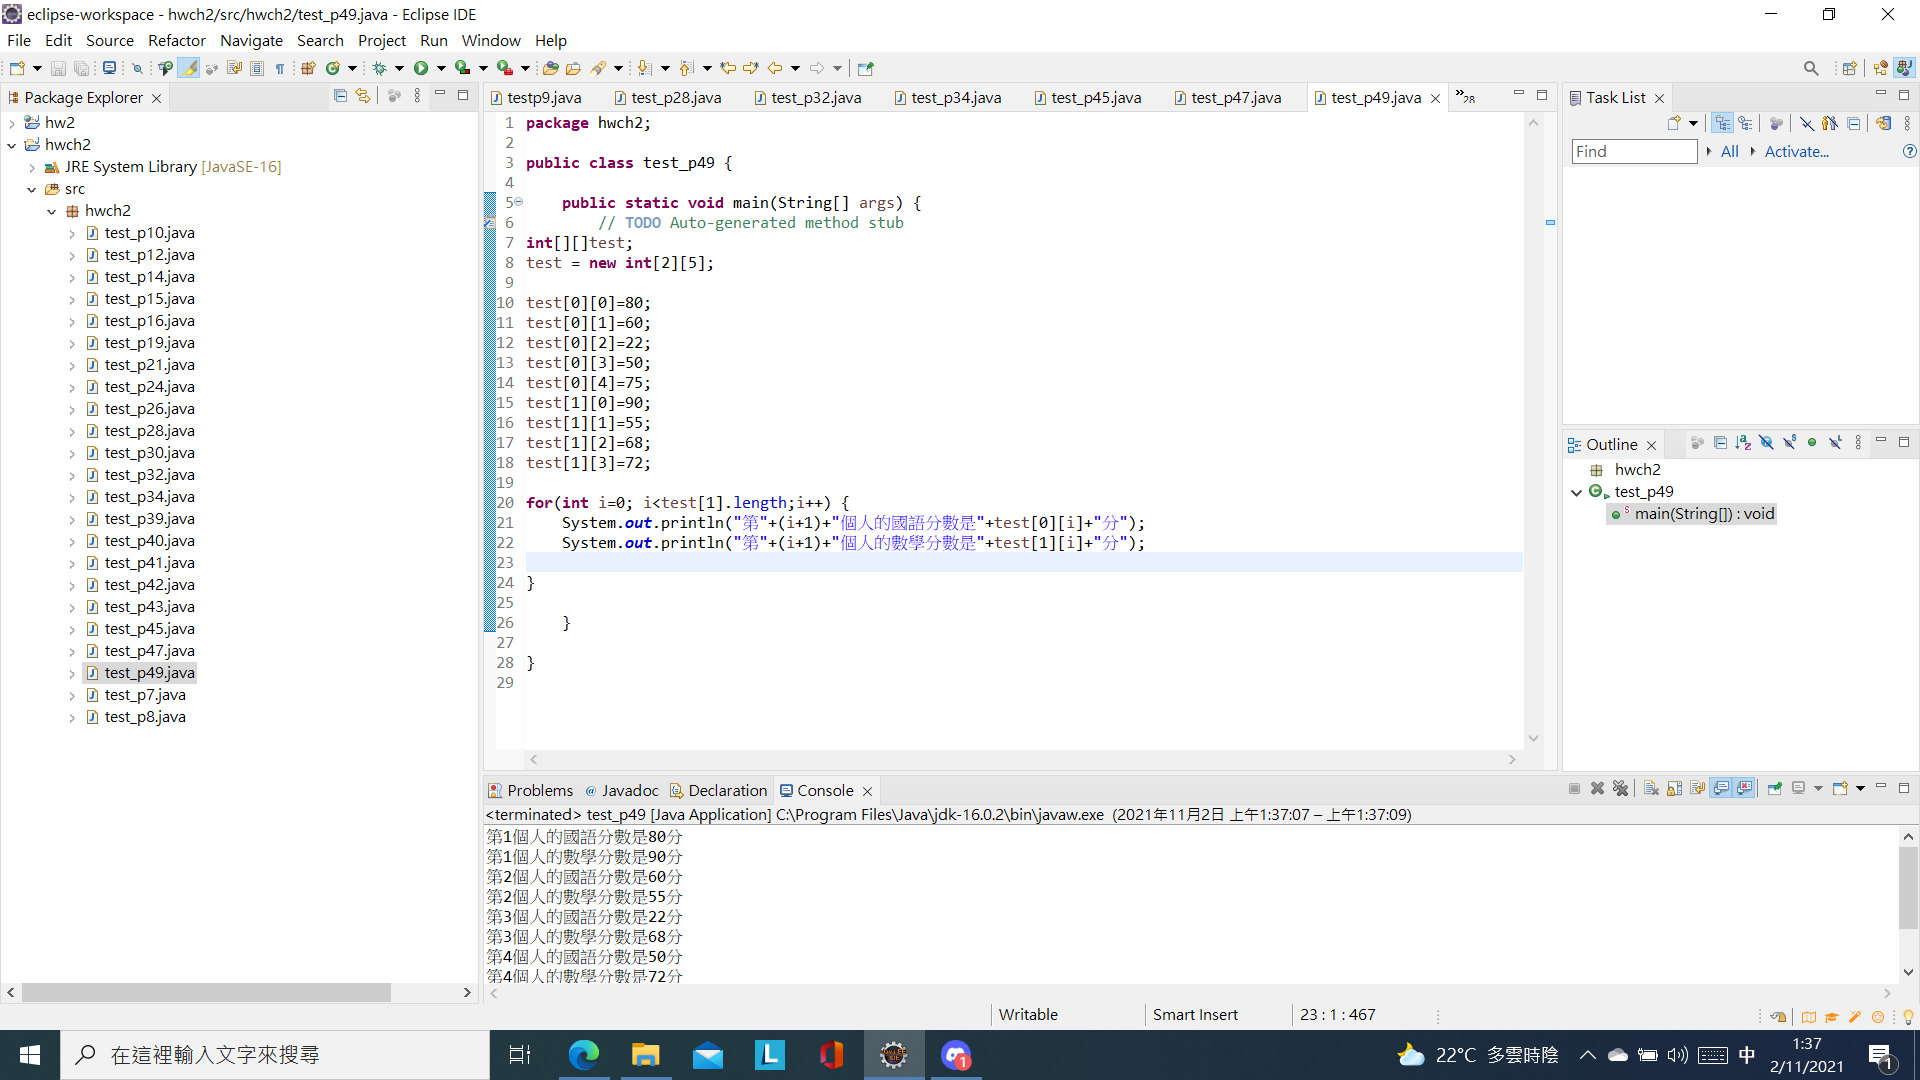 eclipse-workspace - hwch2/src/hwch2/test_p49.java - Eclipse IDE
File Edit Source Refactor Navigate Search Project Run Window Help
Package Explorer
hw2
hwch2
JRE System Library [JavaSE-16]
src
hwch2
test_p10.java
test_p12.java
test_p14.java
test_p15.java
test_p16.java
test_p19.java
test_p21.java
test_p24.java
test_p26.java
test_p28.java
test_p30.java
test_p32.java
test_p34.java
test_p39.java
test_p40.java
test_p41.java
test_p42.java
test_p43.java
test_p45.java
test_p47.java
test_p49.java
test_p7.java
test_p8.java
testp9.java test_p28.java test_p32.java test_p34.java test_p45.java test_p47.java test_p49.java »28
1 package hwch2;
2
3 public class test_p49 {
4
5 public static void main(String[] args) {
6 // TODO Auto-generated method stub
7 int[][]test;
8 test = new int[2][5];
9
10 test[0][0]=80;
11 test[0][1]=60;
12 test[0][2]=22;
13 test[0][3]=50;
14 test[0][4]=75;
15 test[1][0]=90;
16 test[1][1]=55;
17 test[1][2]=68;
18 test[1][3]=72;
19
20 for(int i=0; i<test[1].length;i++) {
21 System.out.println("第"+(i+1)+"個人的國語分數是"+test[0][i]+"分");
22 System.out.println("第"+(i+1)+"個人的數學分數是"+test[1][i]+"分");
23
24 }
25
26 }
27
28 }
29
Task List
Find All Activate...
Outline
hwch2
test_p49
main(String[]) : void
Problems @ Javadoc Declaration Console
<terminated> test_p49 [Java Application] C:\Program Files\Java\jdk-16.0.2\bin\javaw.exe (2021年11月2日 上午1:37:07 – 上午1:37:09)
第1個人的國語分數是80分
第1個人的數學分數是90分
第2個人的國語分數是60分
第2個人的數學分數是55分
第3個人的國語分數是22分
第3個人的數學分數是68分
第4個人的國語分數是50分
第4個人的數學分數是72分
Writable Smart Insert 23 : 1 : 467
在這裡輸入文字來搜尋
L
1
22°C 多雲時陰
中
1:37
2/11/2021
1